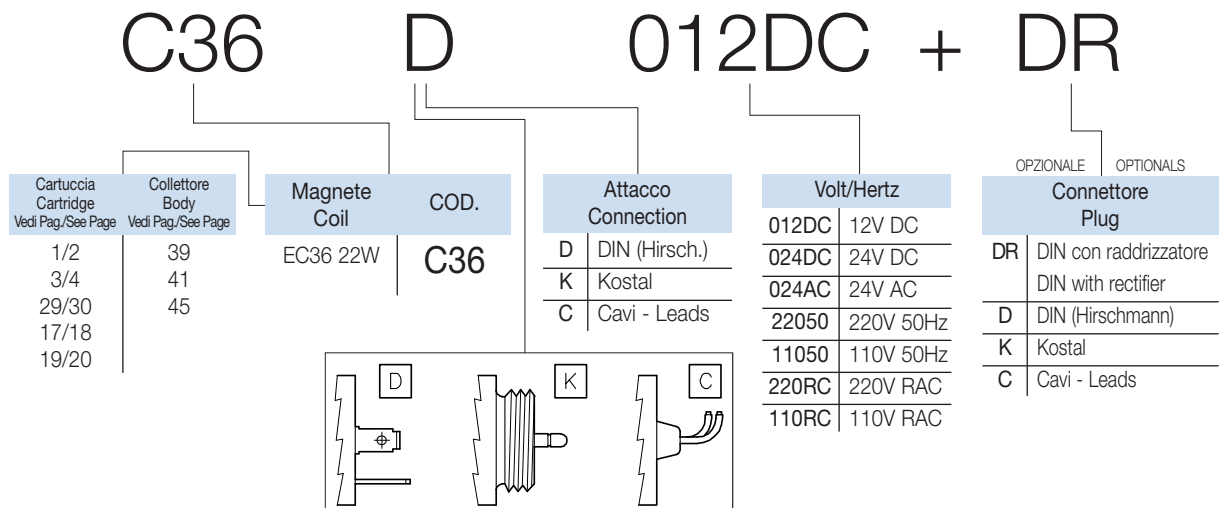 C36 D 012DC + DR
OPZIONALE OPTIONALS
Cartuccia
Cartridge
Vedi Pag./See Page
1/2
3/4
29/30
17/18
19/20
Collettore
Body
Vedi Pag./See Page
39
41
45
Magnete
Coil
COD.
EC36 22W C36
Attacco
Connection
D DIN (Hirsch.)
K Kostal
C Cavi - Leads
Volt/Hertz
012DC 12V DC
024DC 24V DC
024AC 24V AC
22050 220V 50Hz
11050 110V 50Hz
220RC 220V RAC
110RC 110V RAC
Connettore
Plug
DR DIN con raddrizzatore
DIN with rectifier
D DIN (Hirschmann)
K Kostal
C Cavi - Leads
D K C